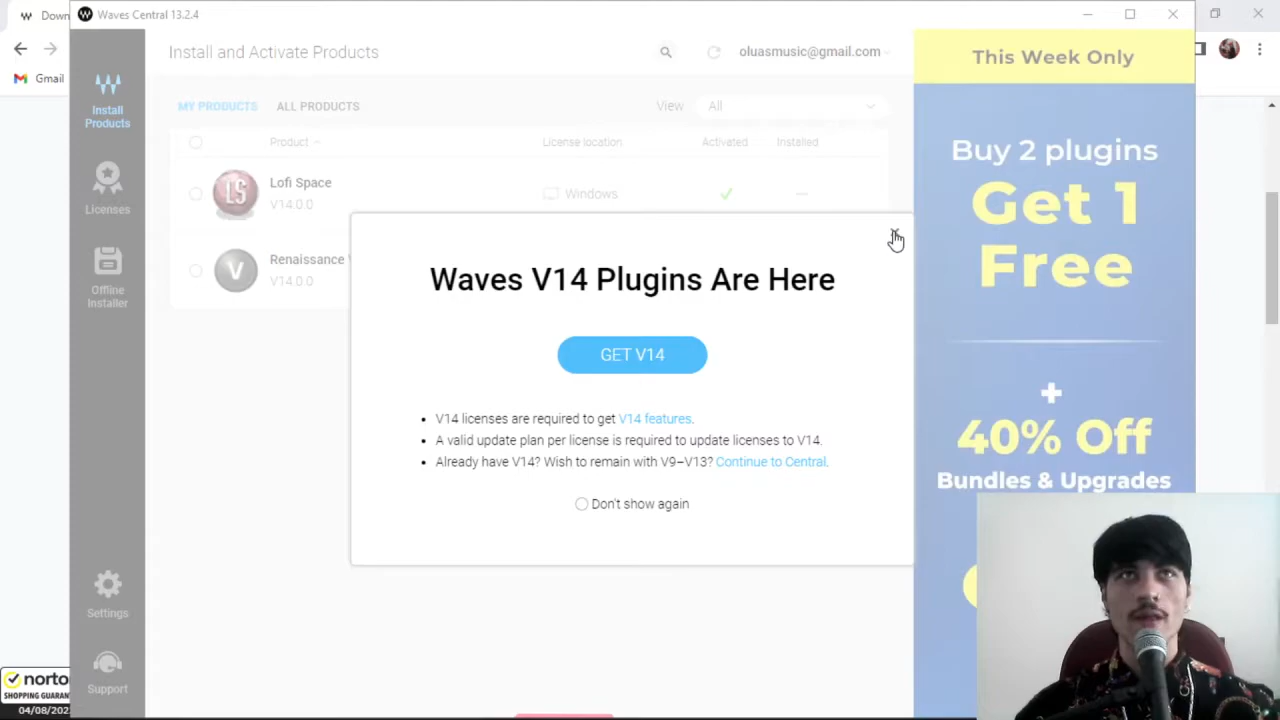 Down
Waves Central 13.2.4
Gmail
Install and Activate Products
oluasmusic@gmail.com
MY PRODUCTS
ALL PRODUCTS
View
All
Product
License location
Activated
Installed
LS
Lofi Space
V14.0.0
Windows
V
Renaissance
V14.0.0
Install
Products
Licenses
Offline
Installer
Settings
Support
Waves V14 Plugins Are Here
GET V14
V14 licenses are required to get V14 features.
A valid update plan per license is required to update licenses to V14.
Already have V14? Wish to remain with V9–V13? Continue to Central.
Don't show again
This Week Only
Buy 2 plugins
Get 1
Free
+
40% Off
Bundles & Upgrades
norto
SHOPPING GUARAN
04/08/202